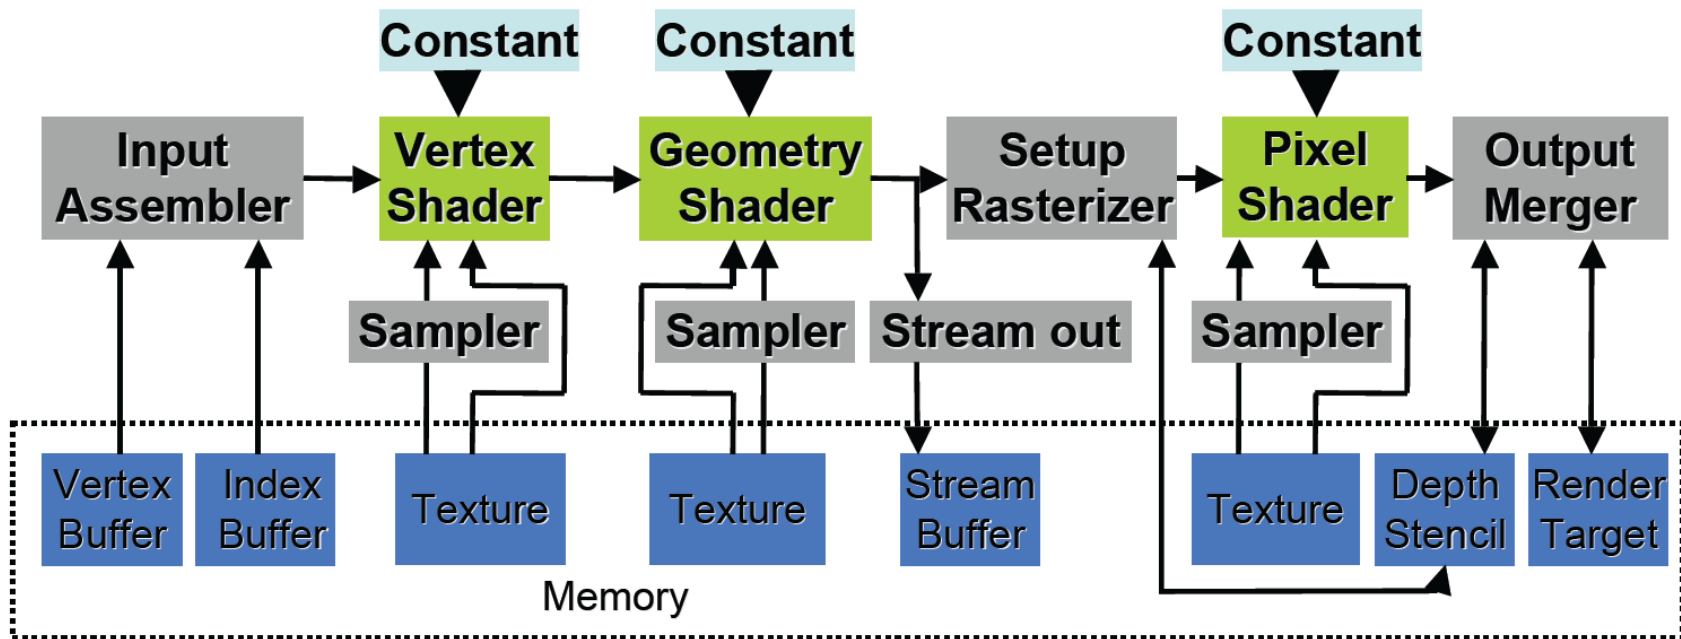 Constant
Constant
Constant
Input
Assembler
Vertex
Shader
Geometry
Shader
Setup
Rasterizer
Pixel
Shader
Output
Merger
Sampler
Sampler
Stream out
Sampler
Vertex
Buffer
Index
Buffer
Texture
Texture
Stream
Buffer
Texture
Depth
Stencil
Render
Target
Memory